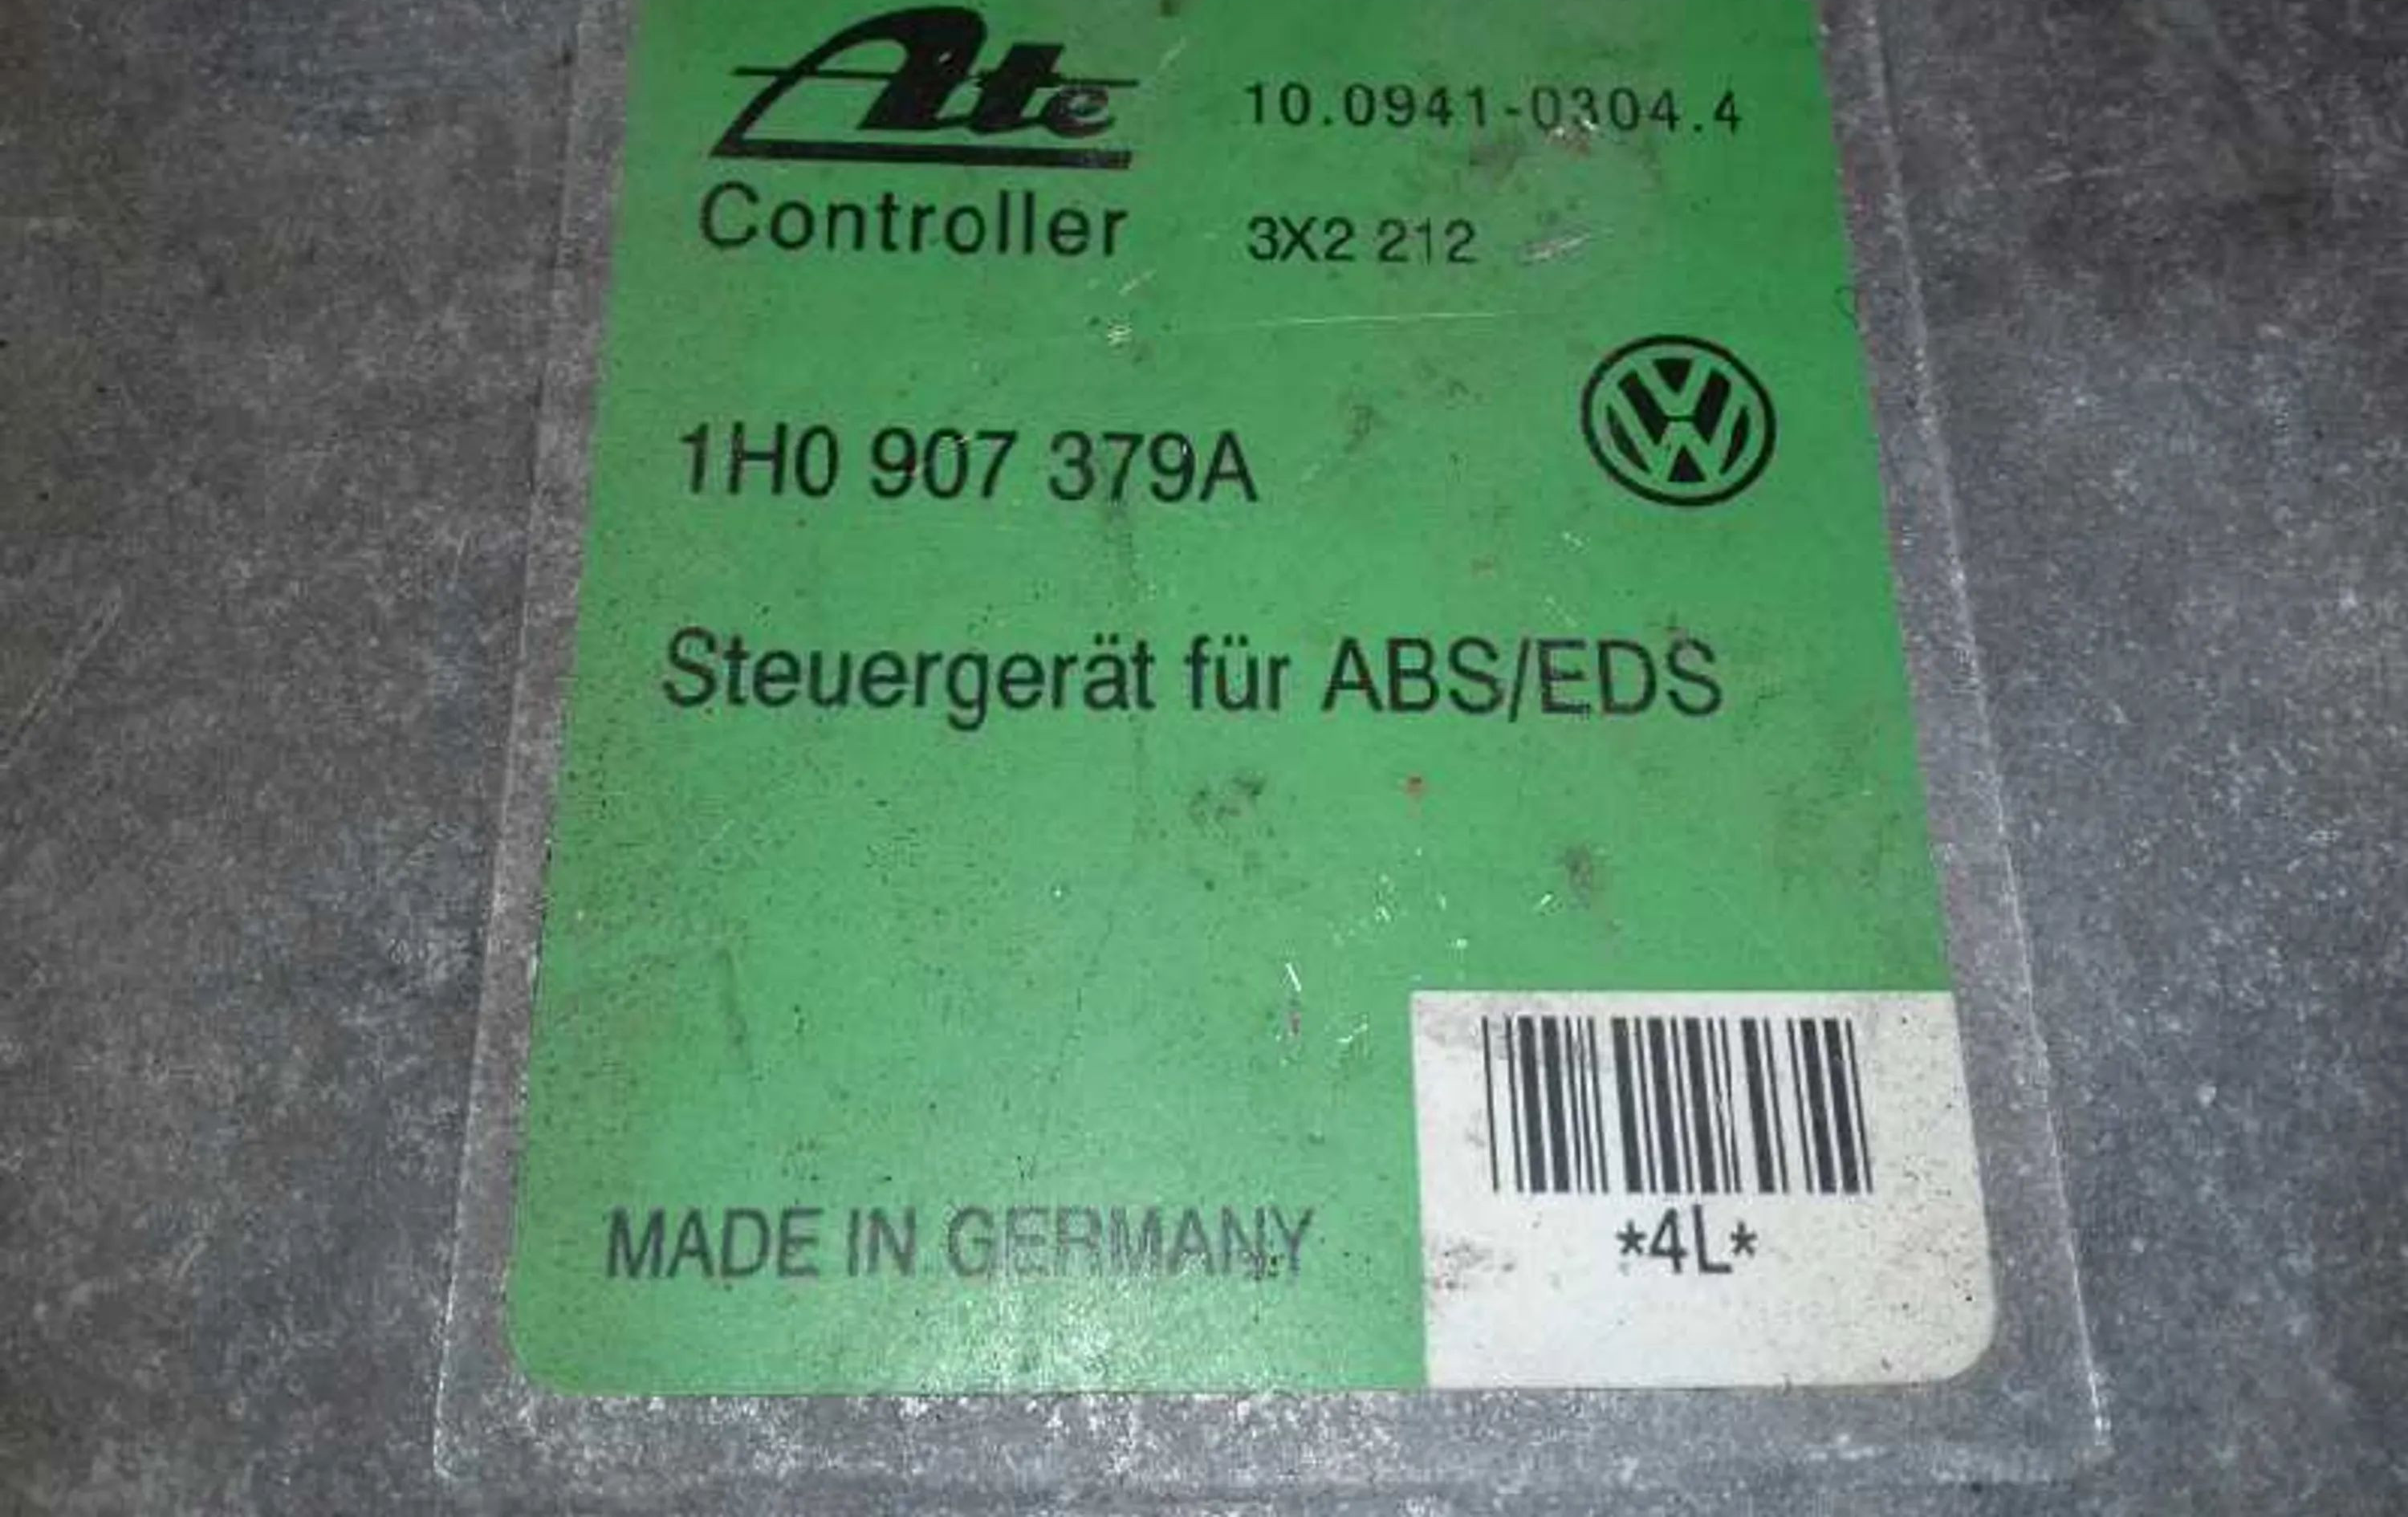 Ate 10.0941-0304.4
Controller 3X2 212
1H0 907 379A
Steuergerät für ABS/EDS
MADE IN GERMANY
*4L*